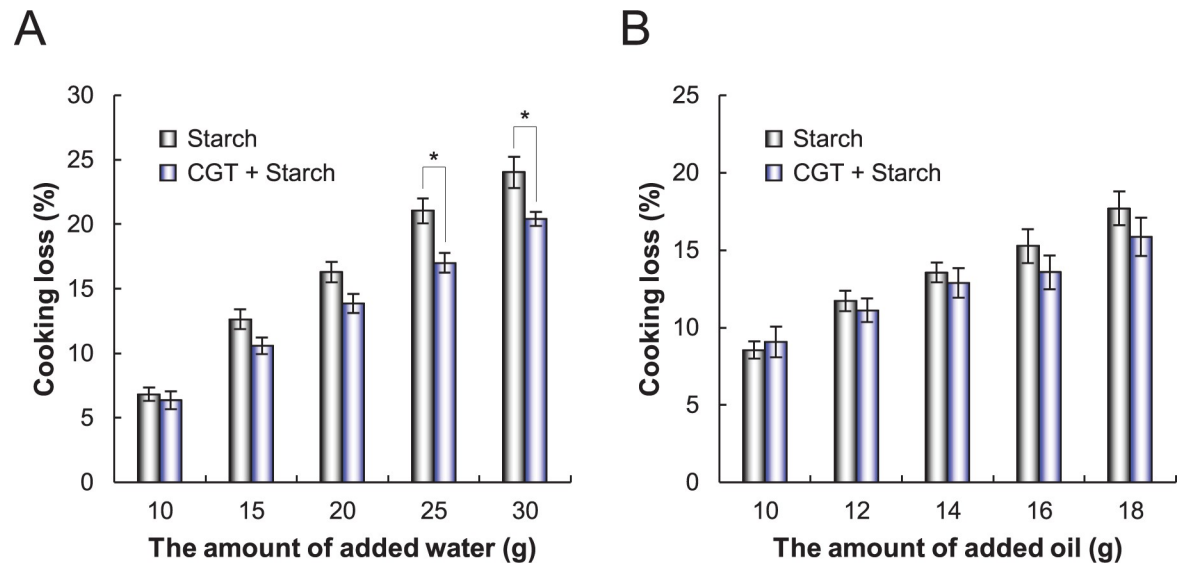 A
30
25
20
15
10
5
0
Cooking loss (%)
Starch
CGT + Starch
*
*
10 15 20 25 30
The amount of added water (g)
B
25
20
15
10
5
0
Cooking loss (%)
Starch
CGT + Starch
10 12 14 16 18
The amount of added oil (g)